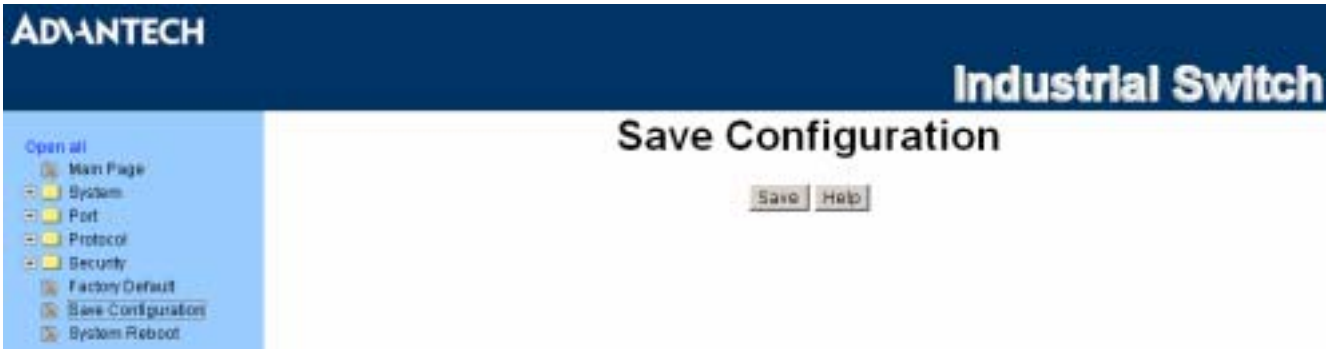 ADVANTECH
Industrial Switch
Open all
Main Page
System
Port
Protocol
Security
Factory Default
Save Configuration
System Reboot
Save Configuration
Save Help